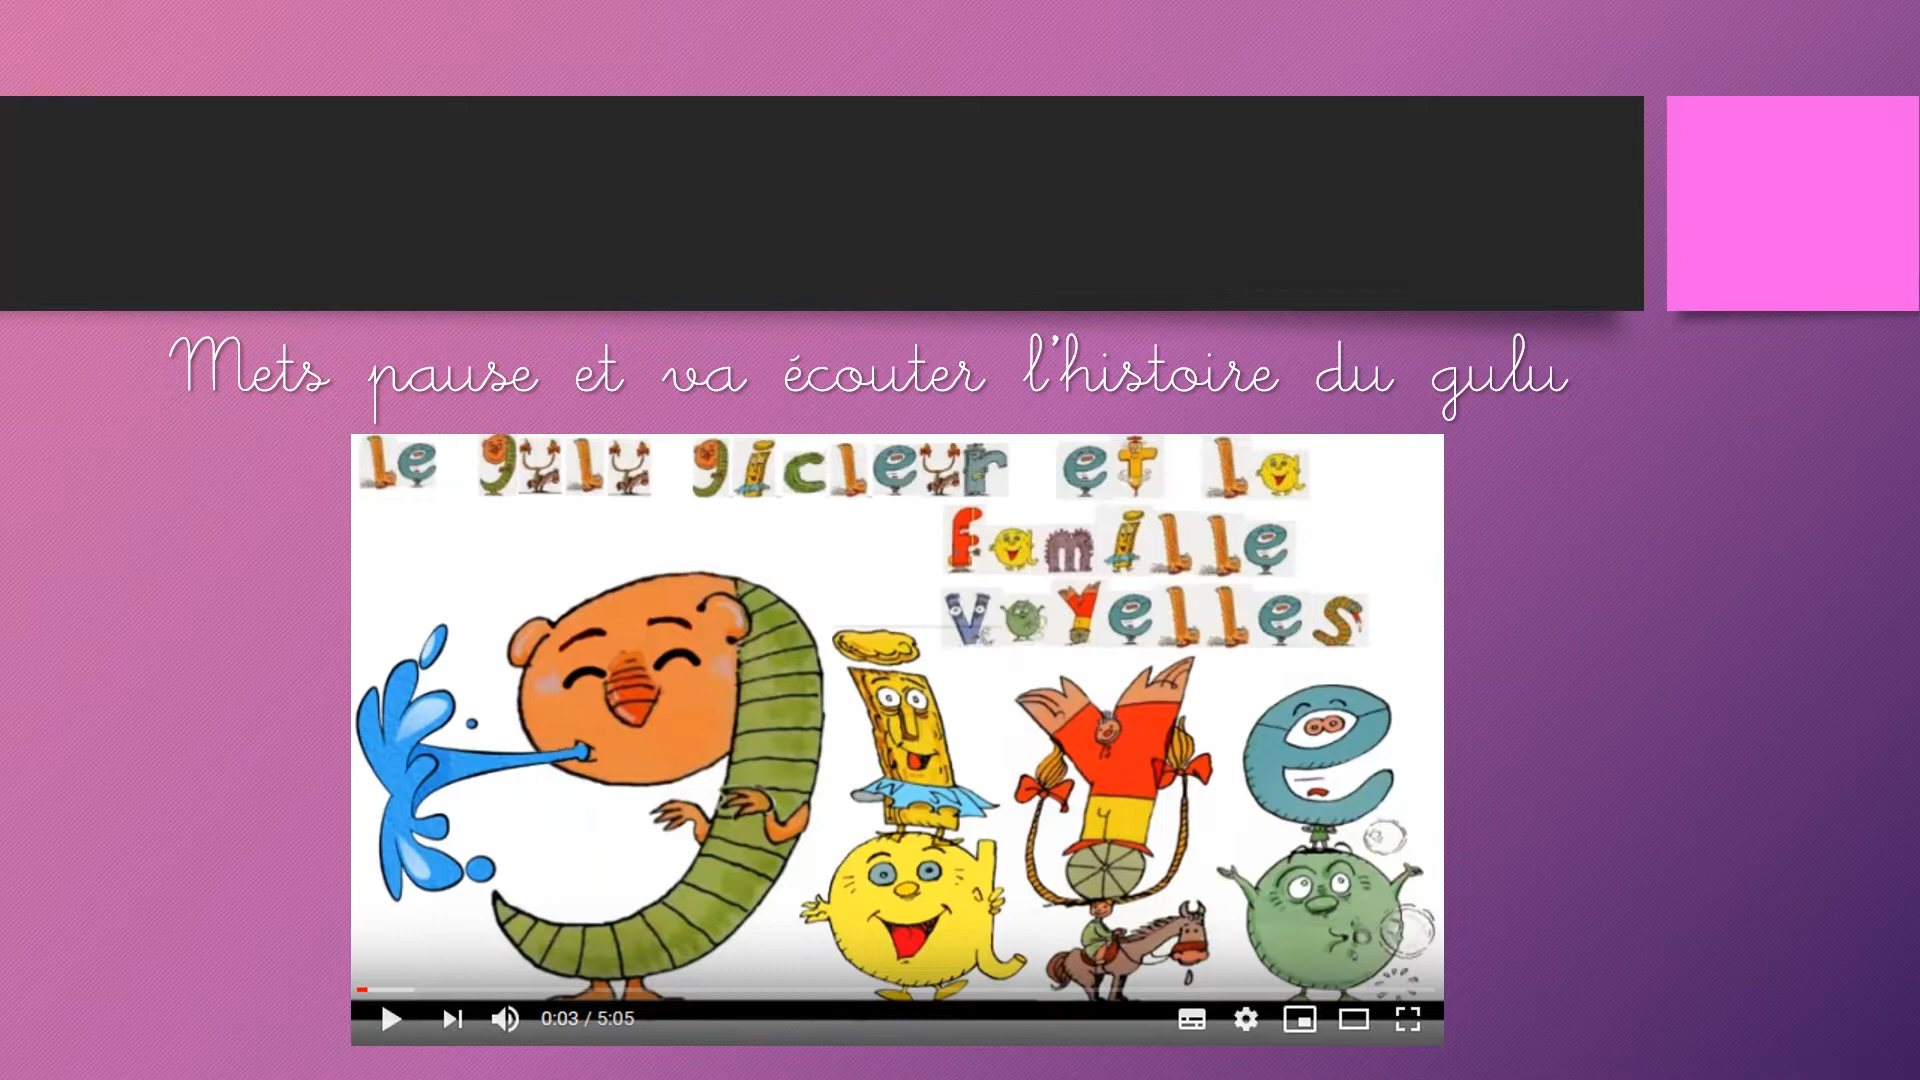 Mets pause et va écouter l'histoire du gulu
le gulu gicleur et la
famille
voyelles
0:03 / 5:05